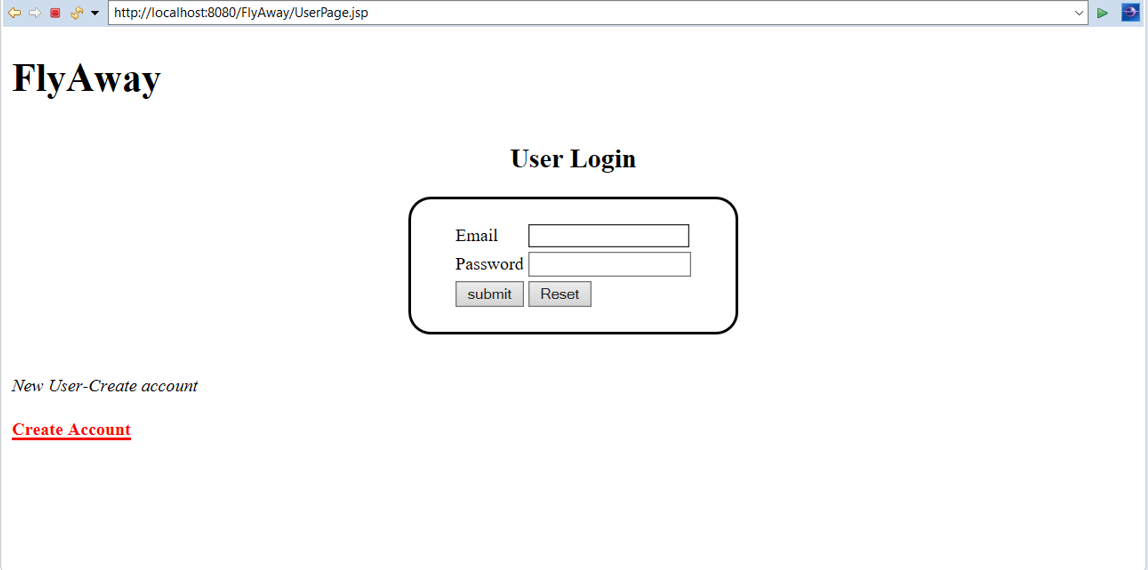 http://localhost:8080/FlyAway/UserPage.jsp
FlyAway
User Login
Email
Password
submit Reset
New User-Create account
Create Account